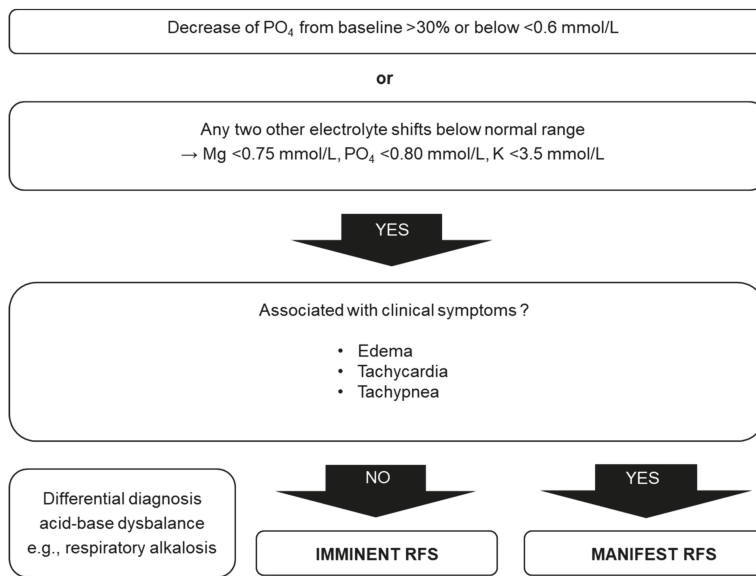 Decrease of PO₄ from baseline >30% or below <0.6 mmol/L
or
Any two other electrolyte shifts below normal range
→ Mg <0.75 mmol/L, PO₄ <0.80 mmol/L, K <3.5 mmol/L
YES
Associated with clinical symptoms ?
• Edema
• Tachycardia
• Tachypnea
Differential diagnosis
acid-base dysbalance
e.g., respiratory alkalosis
NO
IMMINENT RFS
YES
MANIFEST RFS